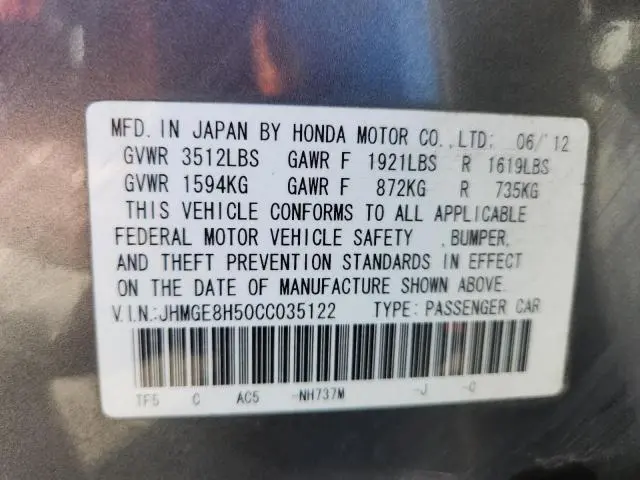 MFD. IN JAPAN BY HONDA MOTOR CO.,LTD; 06/'12
GVWR 3512LBS GAWR F 1921LBS R 1619LBS
GVWR 1594KG GAWR F 872KG R 735KG
THIS VEHICLE CONFORMS TO ALL APPLICABLE
FEDERAL MOTOR VEHICLE SAFETY ,BUMPER,
AND THEFT PREVENTION STANDARDS IN EFFECT
ON THE DATE OF MANUFACTURE SHOWN ABOVE.
V.I.N.:JHMGE8H50CC035122 TYPE: PASSENGER CAR
TF5 C AC5 -NH737M -J -C